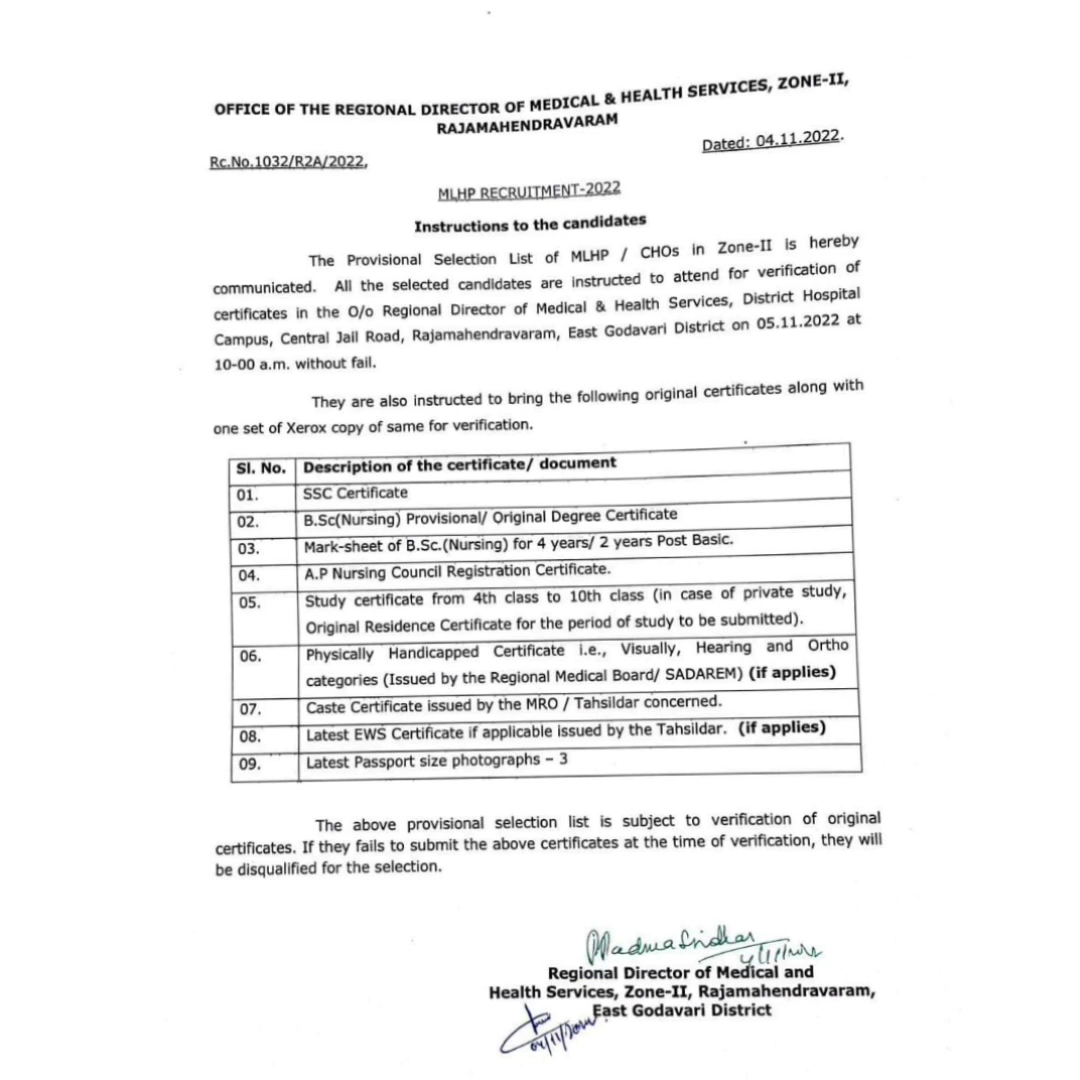 OFFICE OF THE REGIONAL DIRECTOR OF MEDICAL & HEALTH SERVICES, ZONE-II,
RAJAMAHENDRAVARAM
Rc.No.1032/R2A/2022,
Dated: 04.11.2022.
MLHP RECRUITMENT-2022
Instructions to the candidates
The Provisional Selection List of MLHP / CHOs in Zone-II is hereby
communicated. All the selected candidates are instructed to attend for verification of
certificates in the O/o Regional Director of Medical & Health Services, District Hospital
Campus, Central Jail Road, Rajamahendravaram, East Godavari District on 05.11.2022 at
10-00 a.m. without fail.
They are also instructed to bring the following original certificates along with
one set of Xerox copy of same for verification.
Sl. No. Description of the certificate/ document
01. SSC Certificate
02. B.Sc(Nursing) Provisional/ Original Degree Certificate
03. Mark-sheet of B.Sc.(Nursing) for 4 years/ 2 years Post Basic.
04. A.P Nursing Council Registration Certificate.
05. Study certificate from 4th class to 10th class (in case of private study,
Original Residence Certificate for the period of study to be submitted).
06. Physically Handicapped Certificate i.e., Visually, Hearing and Ortho
categories (Issued by the Regional Medical Board/ SADAREM) (if applies)
07. Caste Certificate issued by the MRO / Tahsildar concerned.
08. Latest EWS Certificate if applicable issued by the Tahsildar. (if applies)
09. Latest Passport size photographs – 3
The above provisional selection list is subject to verification of original
certificates. If they fails to submit the above certificates at the time of verification, they will
be disqualified for the selection.
Regional Director of Medical and
Health Services, Zone-II, Rajamahendravaram,
East Godavari District